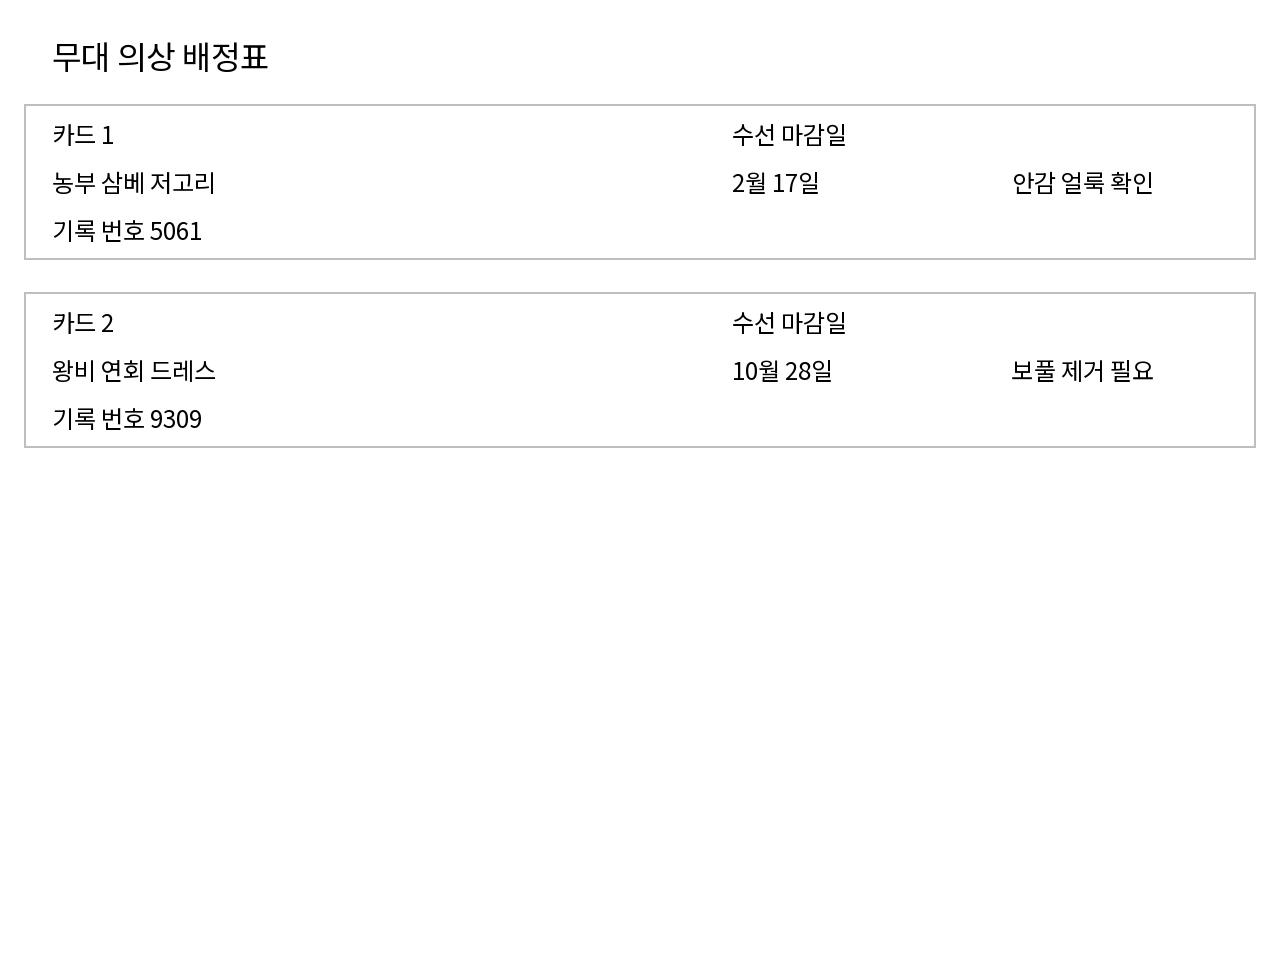 무대 의상 배정표
카드 1
농부 삼베 저고리
기록 번호 5061
수선 마감일
2월 17일
안감 얼룩 확인
카드 2
왕비 연회 드레스
기록 번호 9309
수선 마감일
10월 28일
보풀 제거 필요